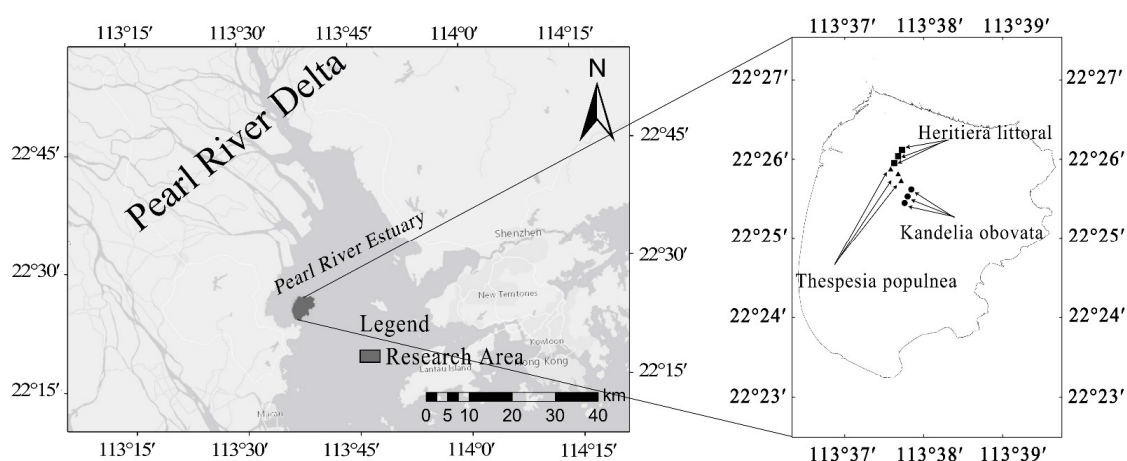 113°15′ 113°30′ 113°45′ 114°0′ 114°15′
22°45′
22°30′
22°15′
Pearl River Delta
N
22°45′
22°30′
22°15′
Pearl River Estuary
Shenzhen
New Territories
Kowloon
Hong Kong
Lantau Island
Macau
Legend
Research Area
km
0 5 10 20 30 40
113°15′ 113°30′ 113°45′ 114°0′ 114°15′
113°37′ 113°38′ 113°39′
22°27′ 22°27′
Heritiera littoral
22°26′ 22°26′
Kandelia obovata
22°25′ 22°25′
Thespesia populnea
22°24′ 22°24′
22°23′ 22°23′
113°37′ 113°38′ 113°39′